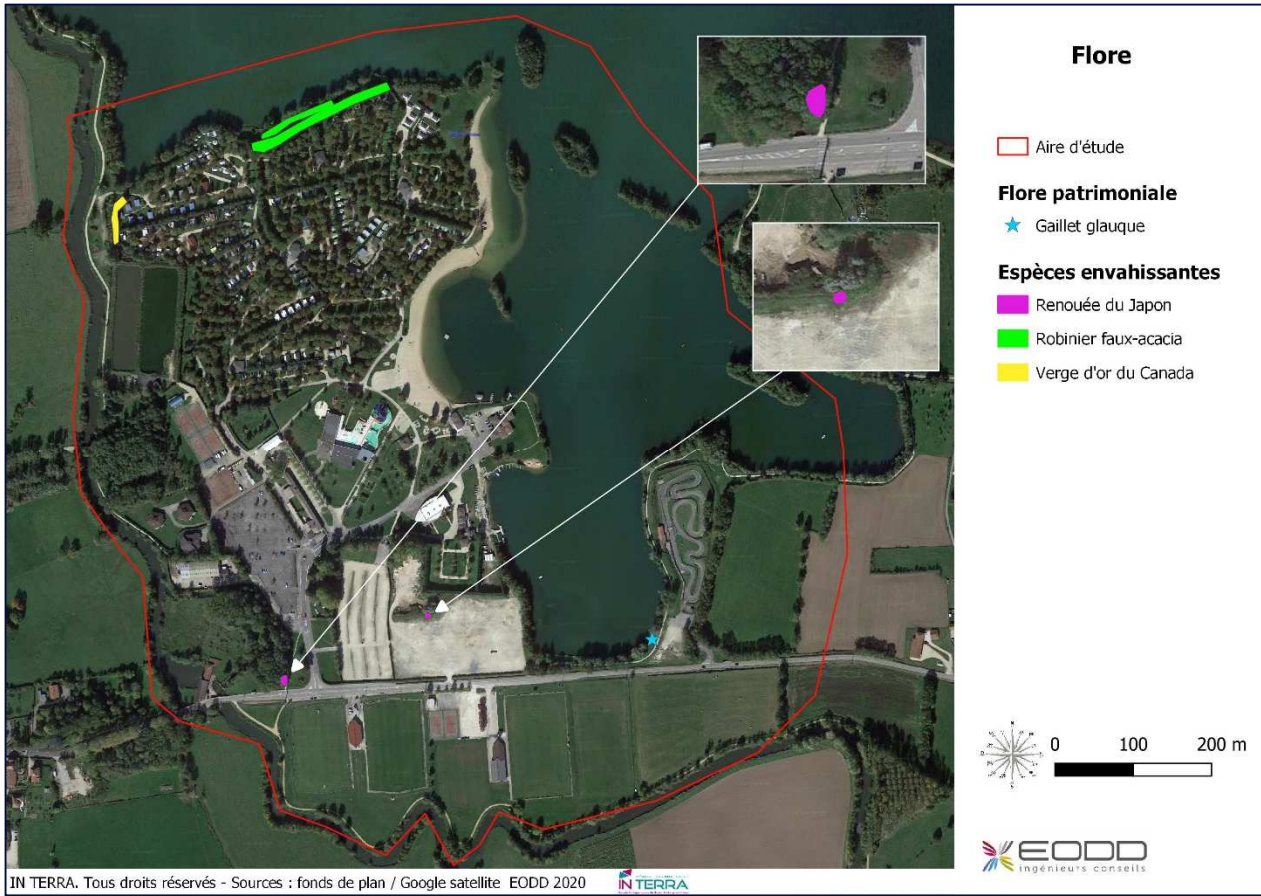 Flore
Aire d'étude
Flore patrimoniale
Gaillet glauque
Espèces envahissantes
Renouée du Japon
Robinier faux-acacia
Verge d'or du Canada
0 100 200 m
EODD
ingénieurs conseils
IN TERRA. Tous droits réservés - Sources : fonds de plan / Google satellite EODD 2020
IN TERRA